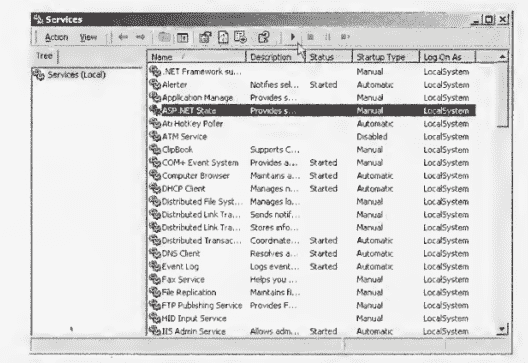 Services
Action View
Tree
Services (Local)
Name / Description Status Startup Type Log On As
.NET Framework su... Manual LocalSystem
Alerter Notifies sel... Started Automatic LocalSystem
Application Manage Provides s... Manual LocalSystem
ASP.NET State Provides s... Manual LocalSystem
Ati HotKey Poller Automatic LocalSystem
ATM Service Disabled LocalSystem
ClipBook Supports C... Manual LocalSystem
COM+ Event System Provides a... Started Manual LocalSystem
Computer Browser Maintains a... Started Automatic LocalSystem
DHCP Client Manages n... Started Automatic LocalSystem
Distributed File Syst... Manages lo... Manual LocalSystem
Distributed Link Tra... Sends notif... Manual LocalSystem
Distributed Link Tra... Stores info... Manual LocalSystem
Distributed Transac... Coordinate... Started Automatic LocalSystem
DNS Client Resolves a... Started Automatic LocalSystem
Event Log Logs event... Started Automatic LocalSystem
Fax Service Helps you ... Manual LocalSystem
File Replication Maintains fi... Manual LocalSystem
FTP Publishing Service Provides F... Manual LocalSystem
HID Input Service Manual LocalSystem
IIS Admin Service Allows adm... Started Automatic LocalSystem